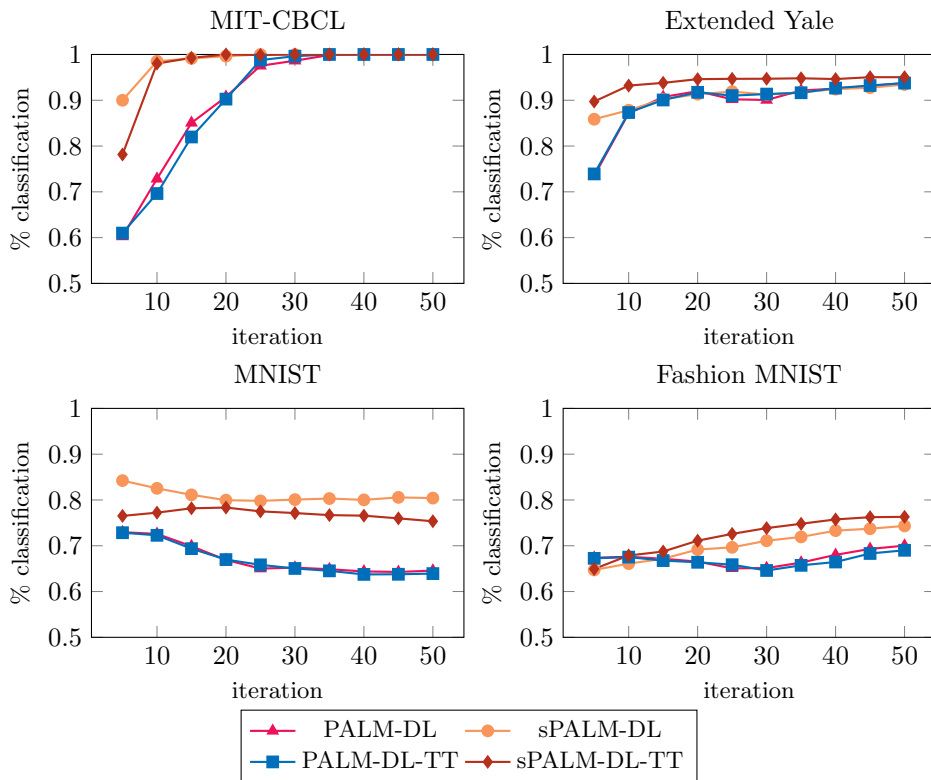 MIT-CBCL
Extended Yale
1
0.9
0.8
0.7
0.6
0.5
% classification
10 20 30 40 50
iteration
1
0.9
0.8
0.7
0.6
0.5
% classification
10 20 30 40 50
iteration
MNIST
Fashion MNIST
1
0.9
0.8
0.7
0.6
0.5
% classification
10 20 30 40 50
iteration
1
0.9
0.8
0.7
0.6
0.5
% classification
10 20 30 40 50
iteration
PALM-DL sPALM-DL
PALM-DL-TT sPALM-DL-TT